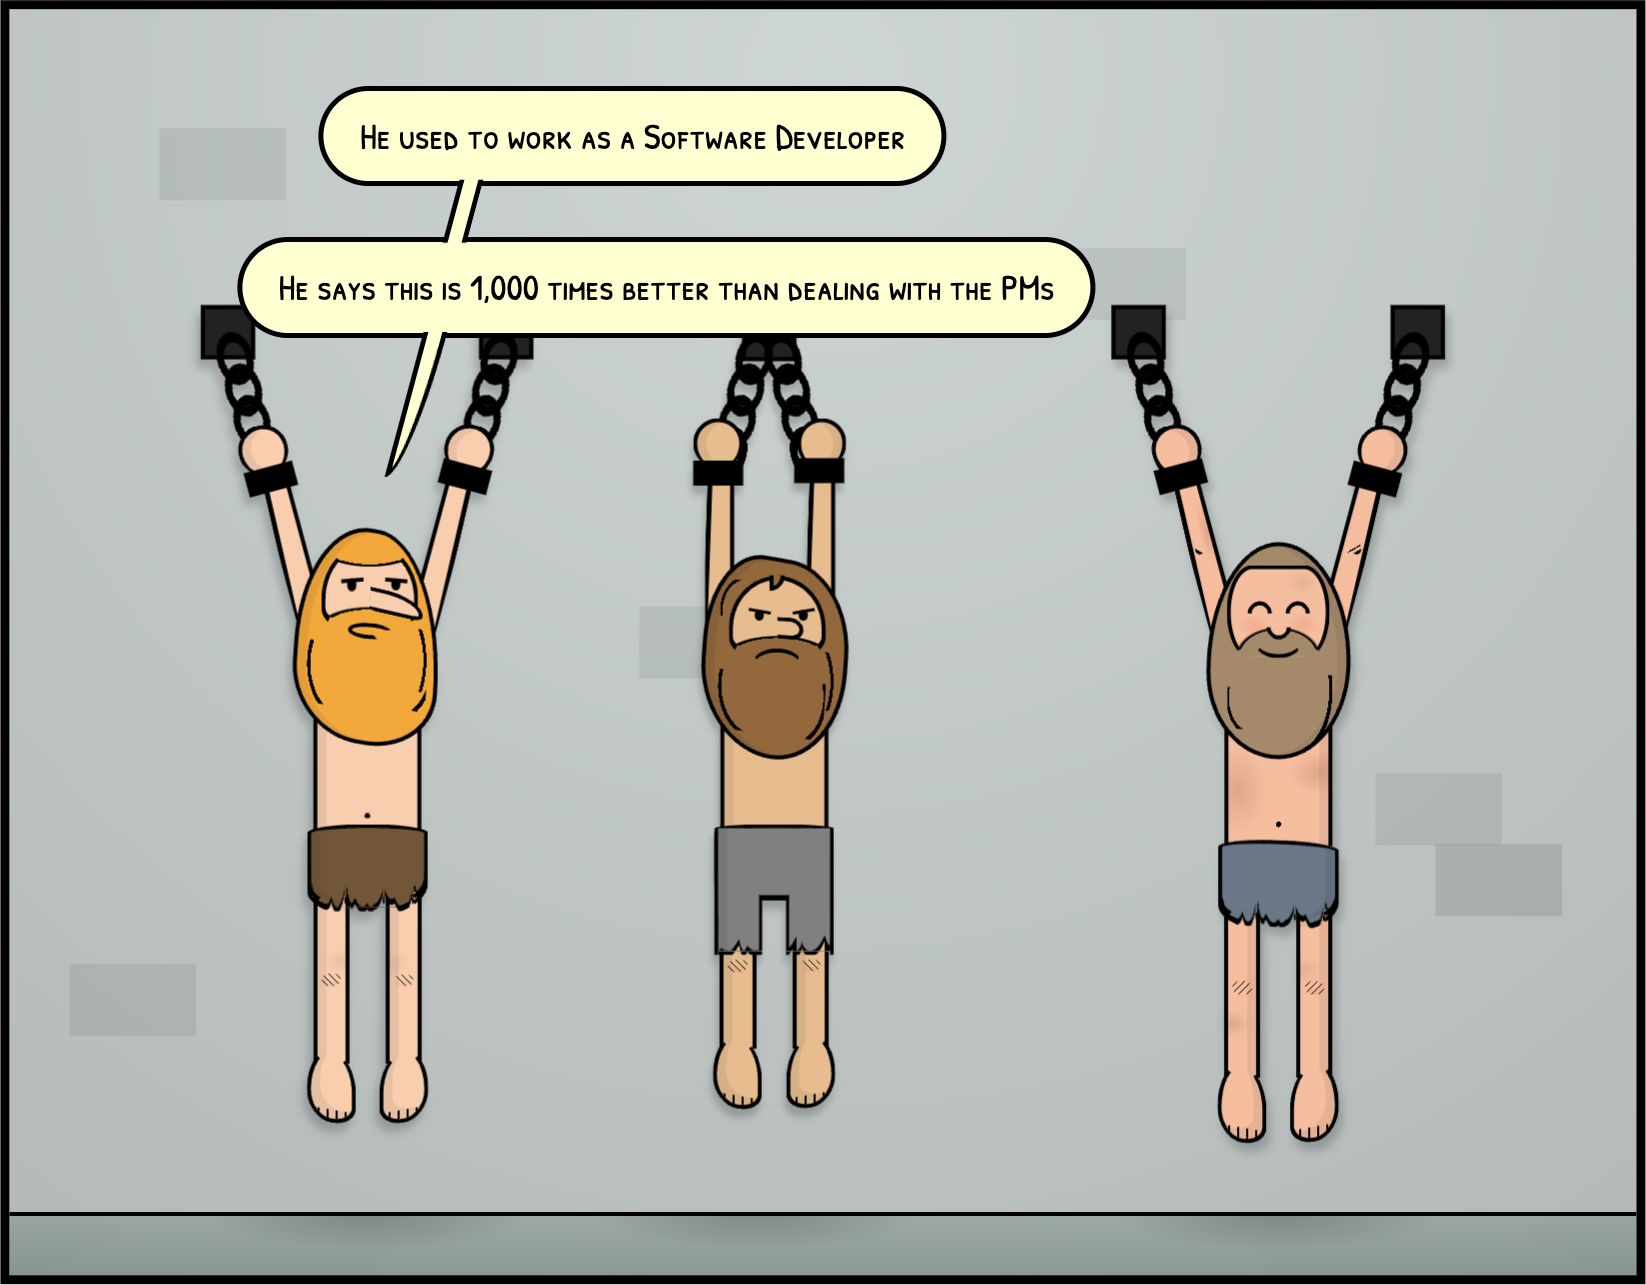 He used to work as a Software Developer
He says this is 1,000 times better than dealing with the PMs